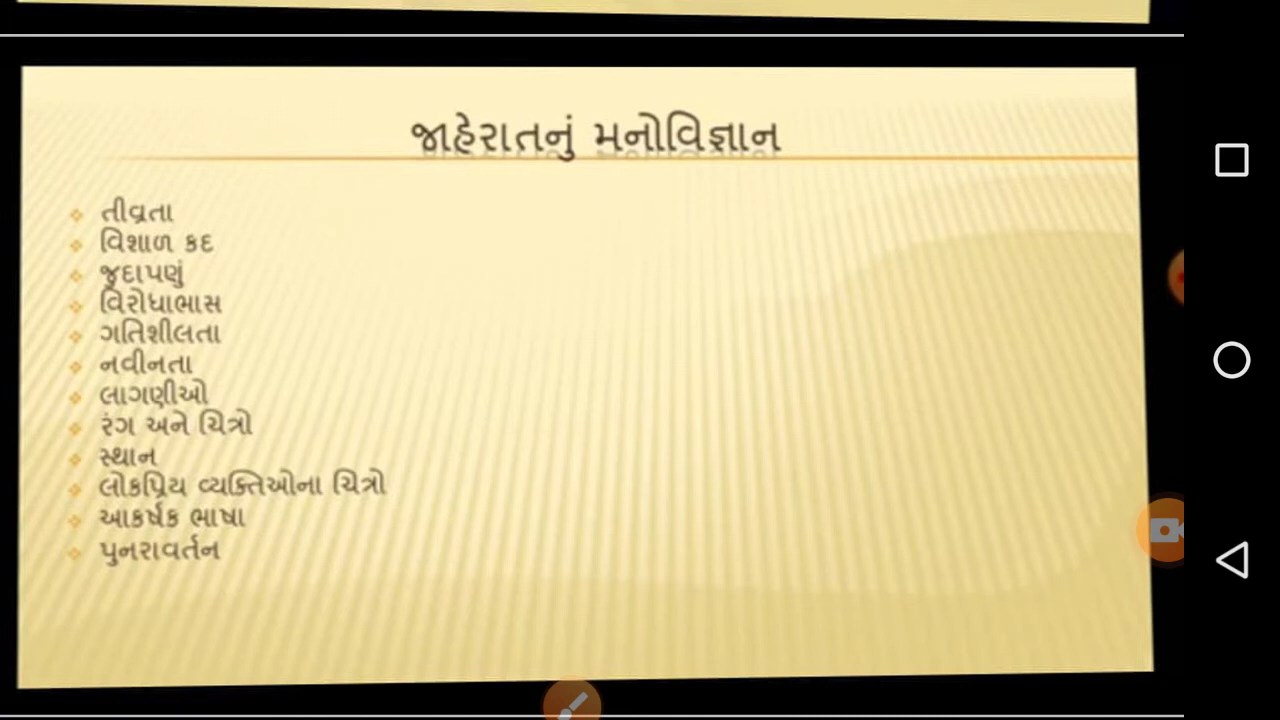 જાહેરાતનું મનોવિજ્ઞાન
તીવ્રતા
વિશાળ કદ
જુદાપણું
વિરોધાભાસ
ગતિશીલતા
નવીનતા
લાગણીઓ
રંગ અને ચિત્રો
સ્થાન
લોકપ્રિય વ્યક્તિઓના ચિત્રો
આકર્ષક ભાષા
પુનરાવર્તન